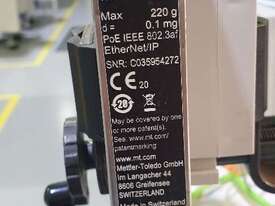 Max 220 g
d = 0.1 mg
PoE IEEE 802.3af
EtherNet/IP
SNR: C035954272
CE 20
20
May be covered by one
or more patent(s).
See www.mt.com/
patentmarking
www.mt.com
Mettler-Toledo GmbH
Im Langacher 44
8606 Greifensee
SWITZERLAND
Made in Switzerland